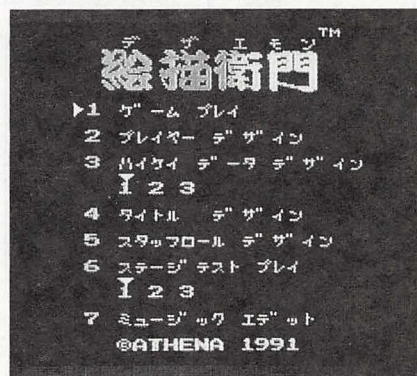 デザエモン™
絵描衛門
▶1 ゲーム プレイ
2 プレイヤー デザイン
3 ハイケイ データ デザイン
1 2 3
4 タイトル デザイン
5 スタッフロール デザイン
6 ステージテスト プレイ
1 2 3
7 ミュージック エディット
©ATHENA 1991